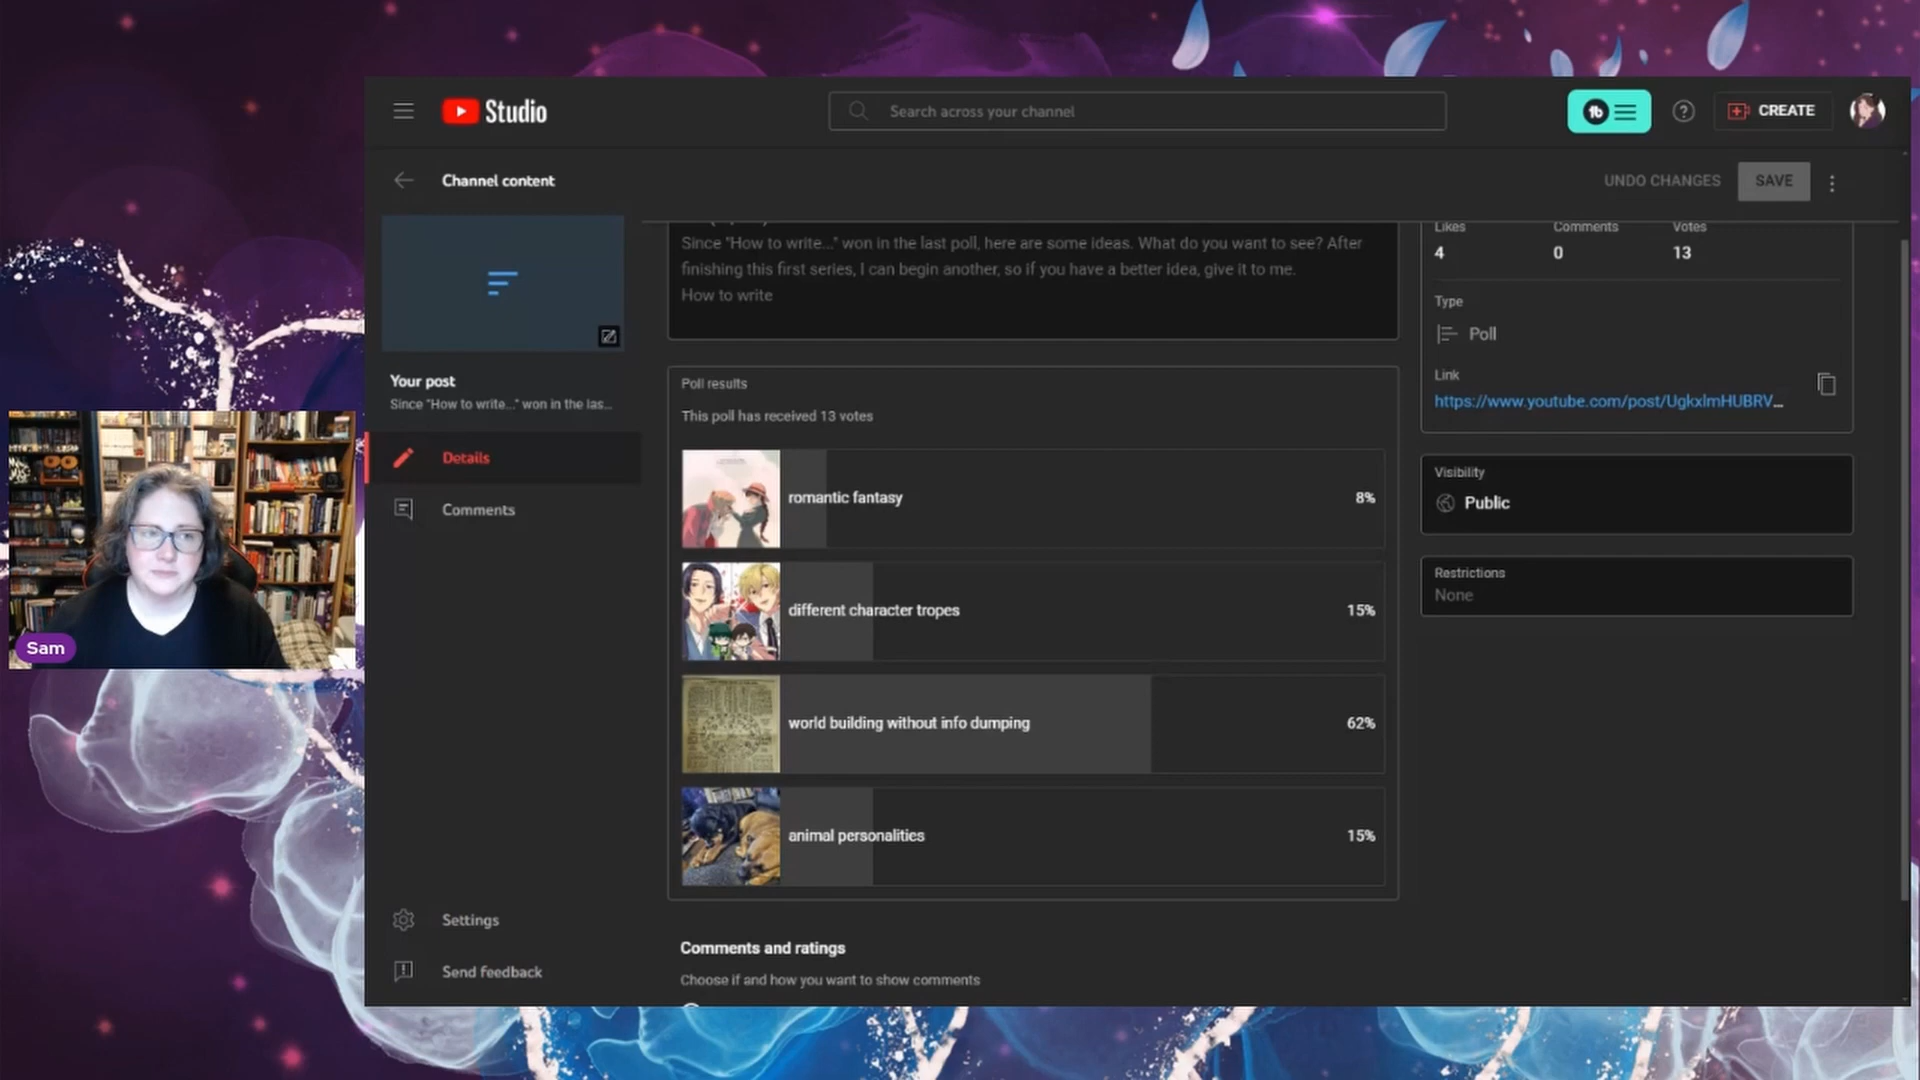 Studio
Search across your channel
CREATE
Channel content
UNDO CHANGES
SAVE
Since "How to write..." won in the last poll, here are some ideas. What do you want to see? After
finishing this first series, I can begin another, so if you have a better idea, give it to me.
How to write
Likes
Comments
Votes
4
0
13
Type
Poll
Link
https://www.youtube.com/post/UgkxlmHUBRV...
Your post
Since "How to write..." won in the las...
Details
Comments
Poll results
This poll has received 13 votes
romantic fantasy
8%
different character tropes
15%
world building without info dumping
62%
animal personalities
15%
Visibility
Public
Restrictions
None
Sam
Settings
Send feedback
Comments and ratings
Choose if and how you want to show comments